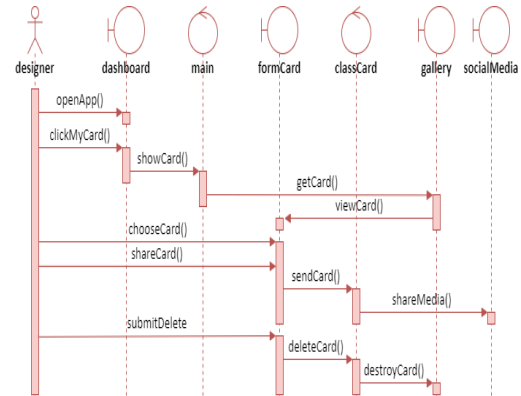 designer dashboard main formCard classCard gallery socialMedia
openApp()
clickMyCard()
showCard()
getCard()
viewCard()
chooseCard()
shareCard()
sendCard()
shareMedia()
submitDelete
deleteCard()
destroyCard()